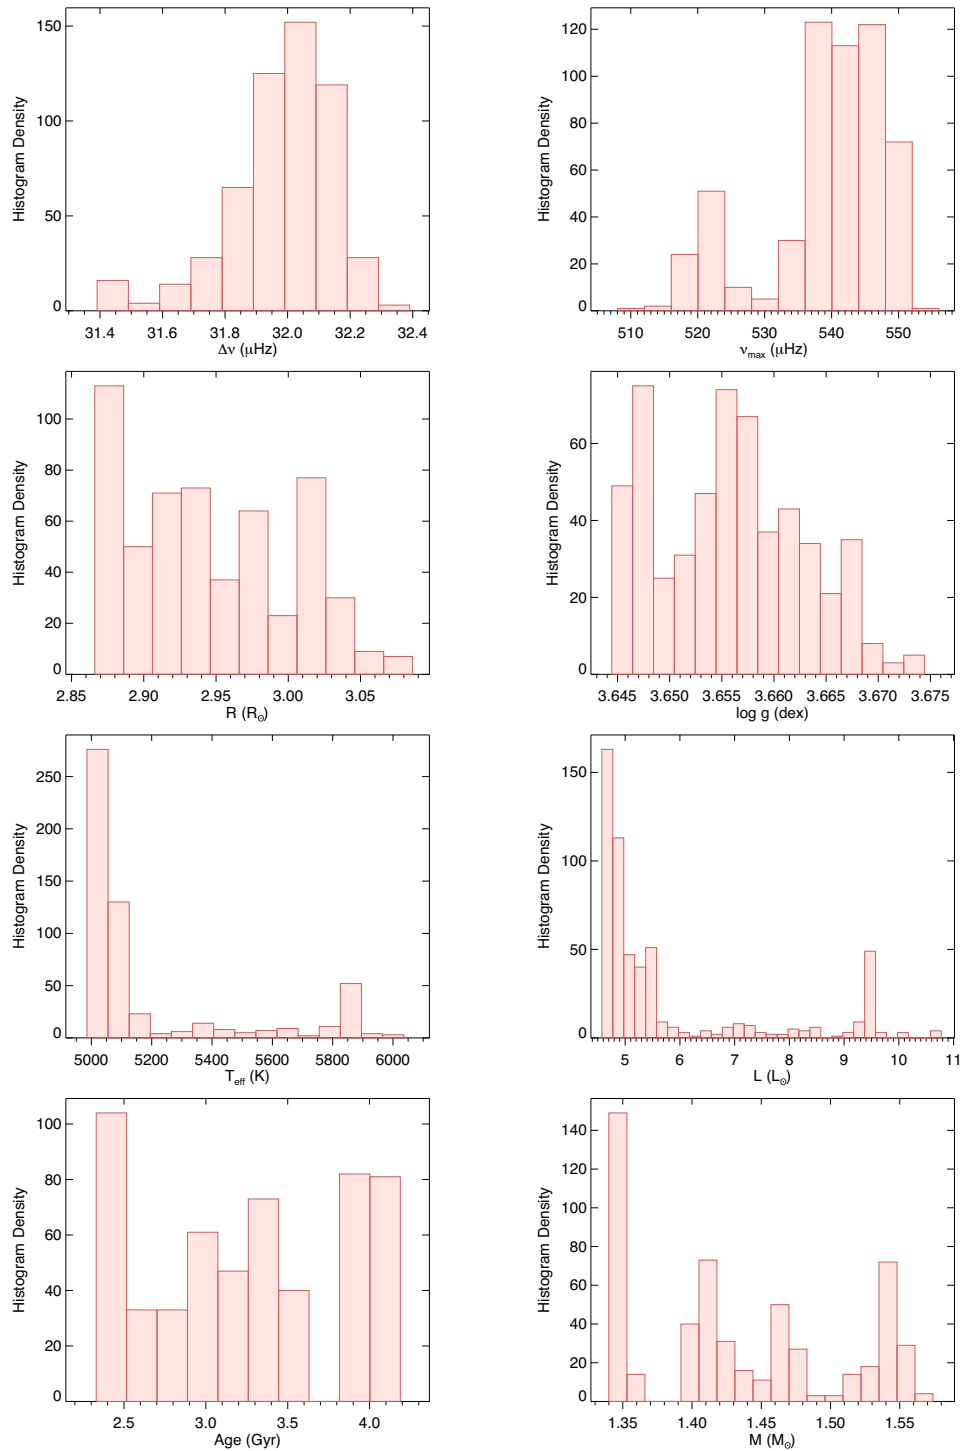 Histogram Density
150
100
50
0
31.4 31.6 31.8 32.0 32.2 32.4
Δν (μHz)
Histogram Density
120
100
80
60
40
20
0
510 520 530 540 550
ν_max (μHz)
Histogram Density
100
80
60
40
20
0
2.85 2.90 2.95 3.00 3.05
R (R⊙)
Histogram Density
60
40
20
0
3.645 3.650 3.655 3.660 3.665 3.670 3.675
log g (dex)
Histogram Density
250
200
150
100
50
0
5000 5200 5400 5600 5800 6000
T_eff (K)
Histogram Density
150
100
50
0
5 6 7 8 9 10 11
L (L⊙)
Histogram Density
100
80
60
40
20
0
2.5 3.0 3.5 4.0
Age (Gyr)
Histogram Density
140
120
100
80
60
40
20
0
1.35 1.40 1.45 1.50 1.55
M (M⊙)